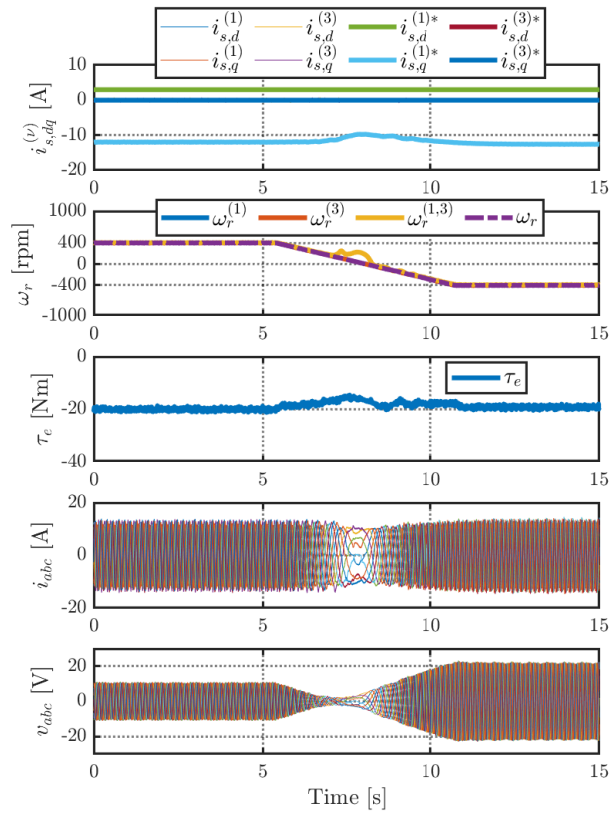 i_{s,d}^{(1)} i_{s,d}^{(3)} i_{s,d}^{(1)*} i_{s,d}^{(3)*}
i_{s,q}^{(1)} i_{s,q}^{(3)} i_{s,q}^{(1)*} i_{s,q}^{(3)*}
i_{s,dq}^{(ν)} [A]
10
0
-10
-20
0 5 10 15
ω_r^{(1)} ω_r^{(3)} ω_r^{(1,3)} ω_r
ω_r [rpm]
1000
400
0
-400
-1000
0 5 10 15
τ_e
τ_e [Nm]
0
-20
-40
0 5 10 15
i_{abc} [A]
20
0
-20
0 5 10 15
v_{abc} [V]
20
0
-20
0 5 10 15
Time [s]